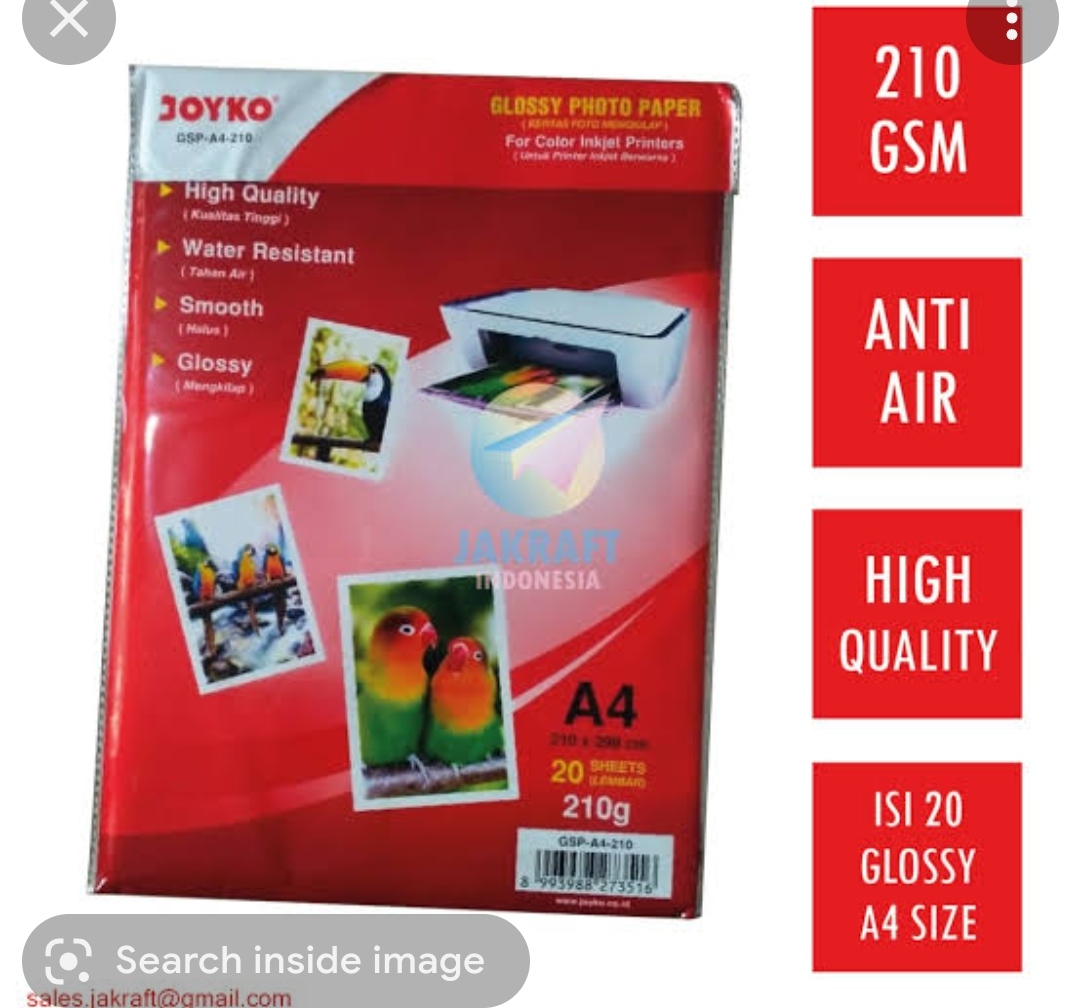 JOYKO
GSP-A4-210
GLOSSY PHOTO PAPER
( KERTAS FOTO MENGKILAP )
For Color Inkjet Printers
( Untuk Printer Inkjet Berwarna )
High Quality
( Kualitas Tinggi )
Water Resistant
( Tahan Air )
Smooth
( Halus )
Glossy
( Mengkilap )
JAKRAFT
INDONESIA
A4
20 SHEETS
(LEMBAR)
210g
GSP-A4-210
8 993988 273516
www.joyko.co.id
210
GSM
ANTI
AIR
HIGH
QUALITY
ISI 20
GLOSSY
A4 SIZE
Search inside image
sales.jakraft@gmail.com